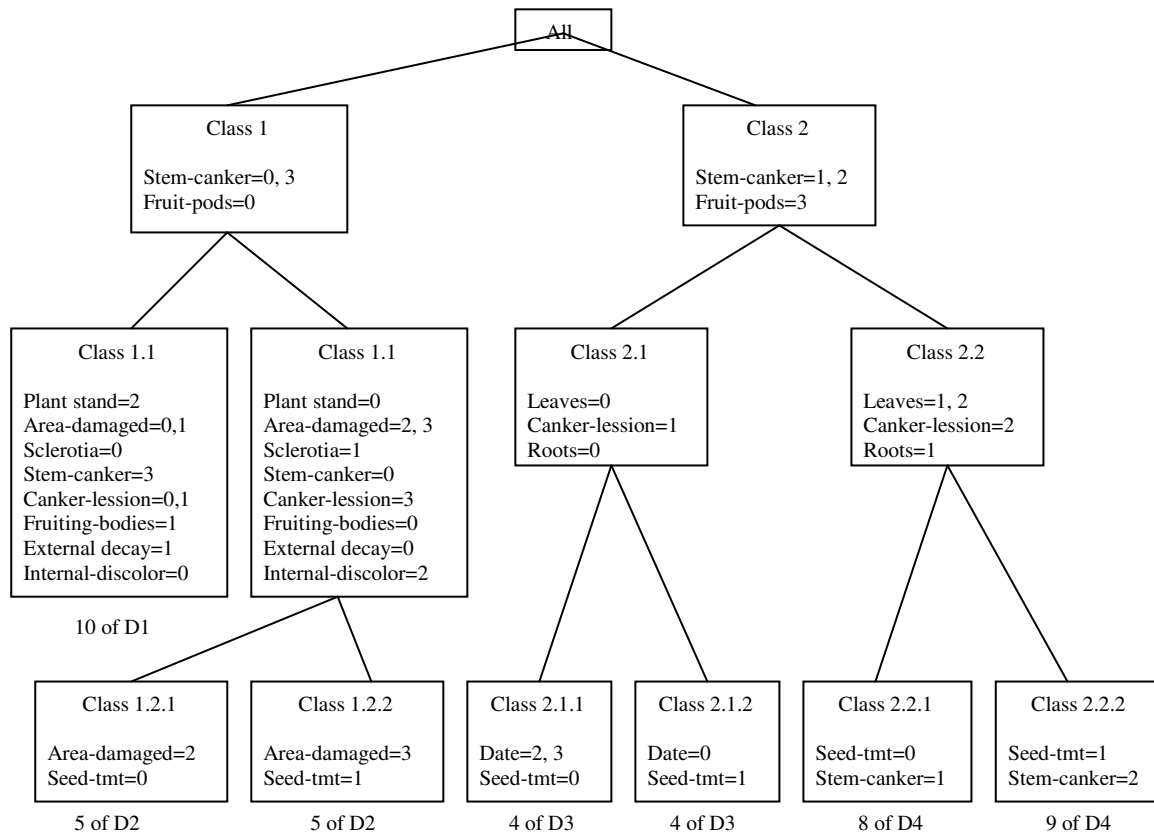 All
Class 1
Stem-canker=0, 3
Fruit-pods=0
Class 2
Stem-canker=1, 2
Fruit-pods=3
Class 1.1
Plant stand=2
Area-damaged=0,1
Sclerotia=0
Stem-canker=3
Canker-lession=0,1
Fruiting-bodies=1
External decay=1
Internal-discolor=0
10 of D1
Class 1.1
Plant stand=0
Area-damaged=2, 3
Sclerotia=1
Stem-canker=0
Canker-lession=3
Fruiting-bodies=0
External decay=0
Internal-discolor=2
Class 2.1
Leaves=0
Canker-lession=1
Roots=0
Class 2.2
Leaves=1, 2
Canker-lession=2
Roots=1
Class 1.2.1
Area-damaged=2
Seed-tmt=0
5 of D2
Class 1.2.2
Area-damaged=3
Seed-tmt=1
5 of D2
Class 2.1.1
Date=2, 3
Seed-tmt=0
4 of D3
Class 2.1.2
Date=0
Seed-tmt=1
4 of D3
Class 2.2.1
Seed-tmt=0
Stem-canker=1
8 of D4
Class 2.2.2
Seed-tmt=1
Stem-canker=2
9 of D4